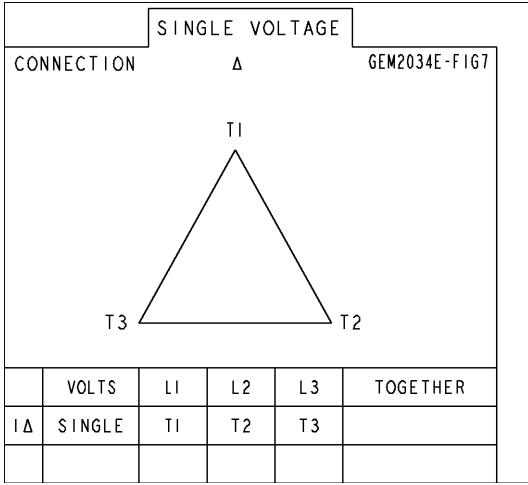 SINGLE VOLTAGE
CONNECTION Δ GEM2034E-FIG7
T1
T3 T2
VOLTS L1 L2 L3 TOGETHER
1Δ SINGLE T1 T2 T3